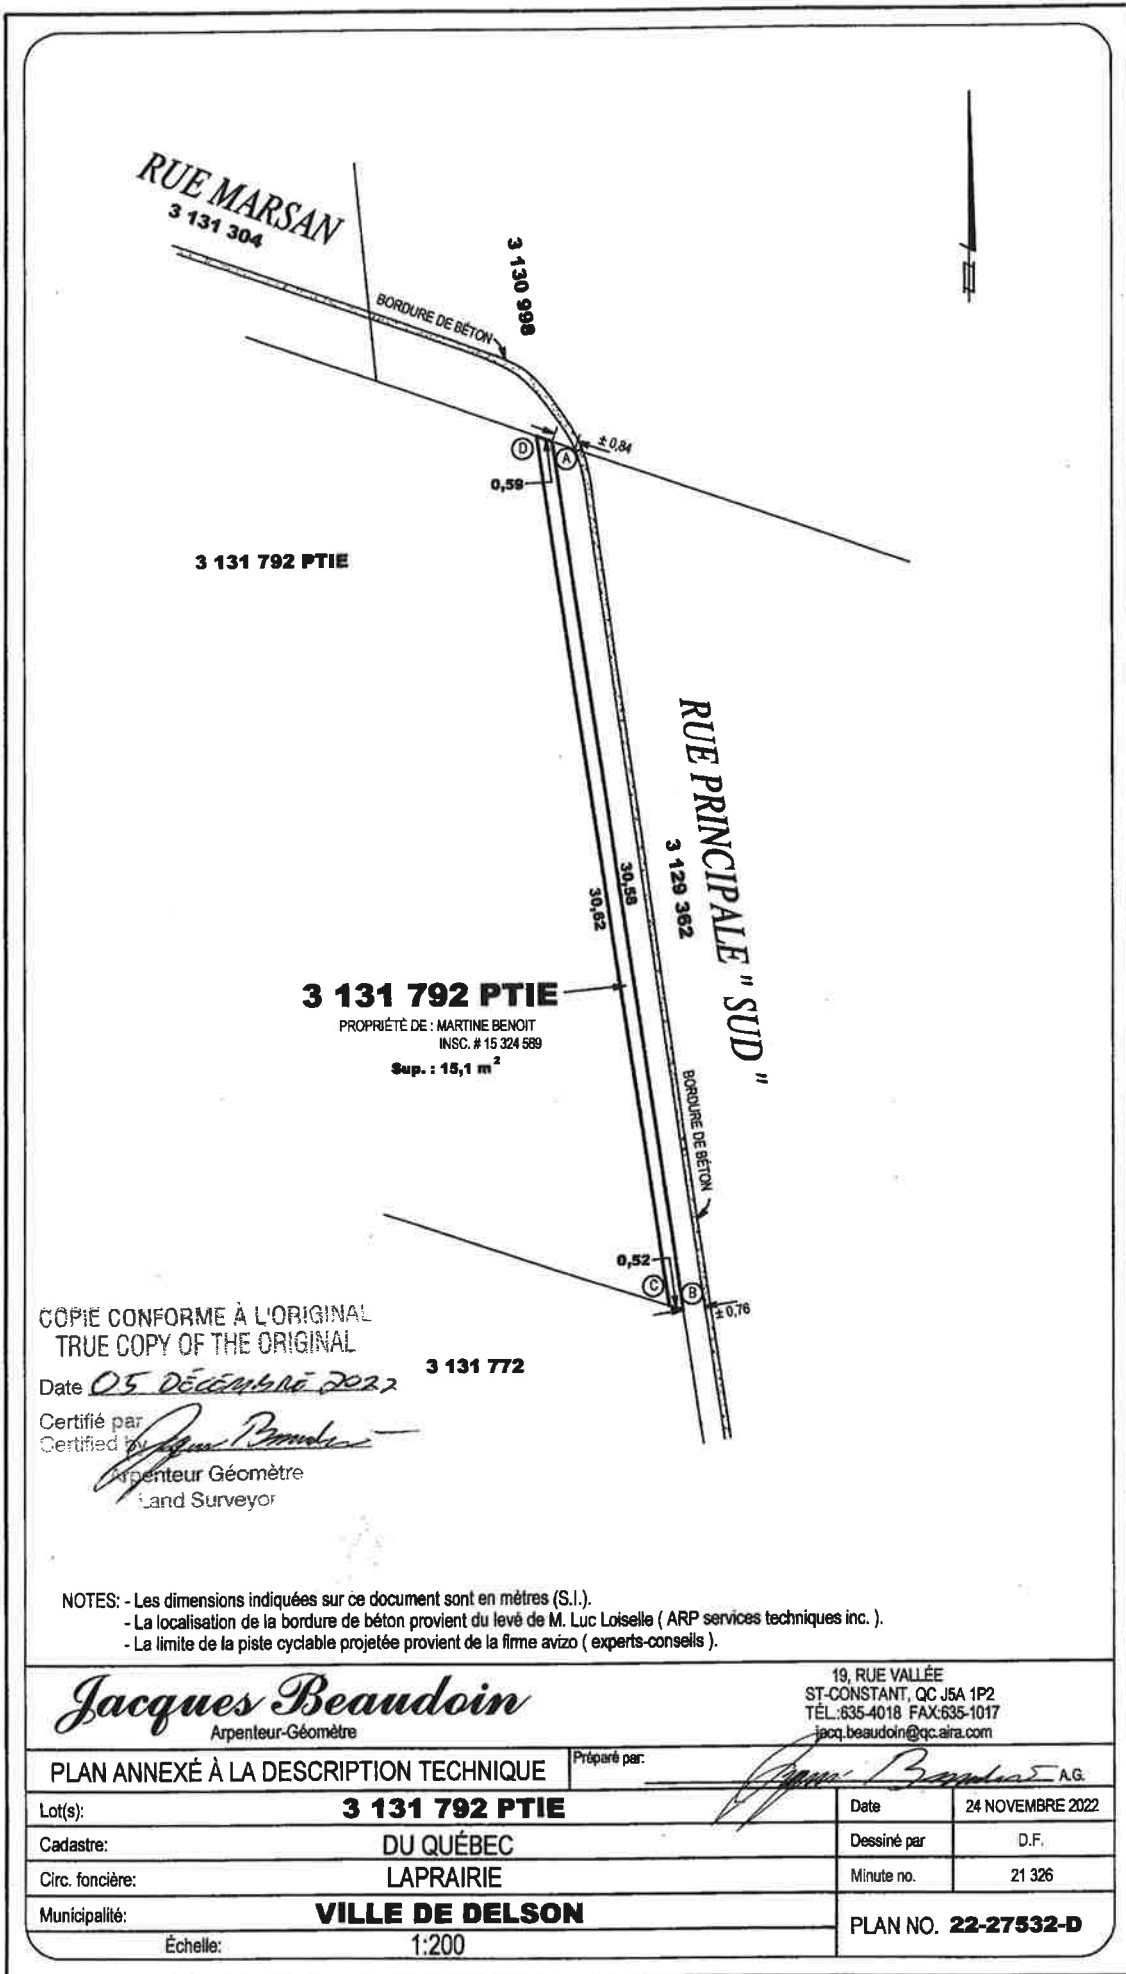 RUE MARSAN
3 131 304
3 130 998
BORDURE DE BÉTON
D
A
± 0,84
0,59
3 131 792 PTIE
RUE PRINCIPALE " SUD "
3 129 362
30,58
30,62
3 131 792 PTIE
PROPRIÉTÉ DE : MARTINE BENOIT
INSC. # 15 324 589
Sup. : 15,1 m²
BORDURE DE BÉTON
0,52
C
B
± 0,76
3 131 772
COPIE CONFORME À L'ORIGINAL
TRUE COPY OF THE ORIGINAL
Date 05 DÉCEMBRE 2022
Certifié par
Certified by
Arpenteur Géomètre
Land Surveyor
NOTES: - Les dimensions indiquées sur ce document sont en mètres (S.I.).
- La localisation de la bordure de béton provient du levé de M. Luc Loiselle ( ARP services techniques inc. ).
- La limite de la piste cyclable projetée provient de la firme avizo ( experts-conseils ).
Jacques Beaudoin
Arpenteur-Géomètre
19, RUE VALLÉE
ST-CONSTANT, QC J5A 1P2
TÉL.:635-4018 FAX:635-1017
jacq.beaudoin@qc.aira.com
PLAN ANNEXÉ À LA DESCRIPTION TECHNIQUE
Préparé par:
A.G.
Lot(s): 3 131 792 PTIE
Date 24 NOVEMBRE 2022
Cadastre: DU QUÉBEC
Dessiné par D.F.
Circ. foncière: LAPRAIRIE
Minute no. 21 326
Municipalité: VILLE DE DELSON
PLAN NO. 22-27532-D
Échelle: 1:200